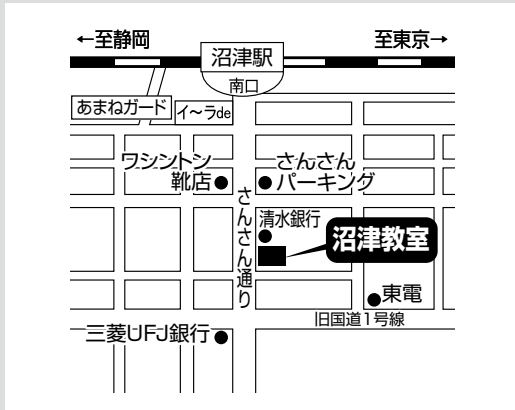 ←至静岡
至東京→
沼津駅
南口
あまねガード
イ～ラde
ワシントン
靴店
さんさん
パーキング
さんさん通り
清水銀行
沼津教室
東電
旧国道1号線
三菱UFJ銀行